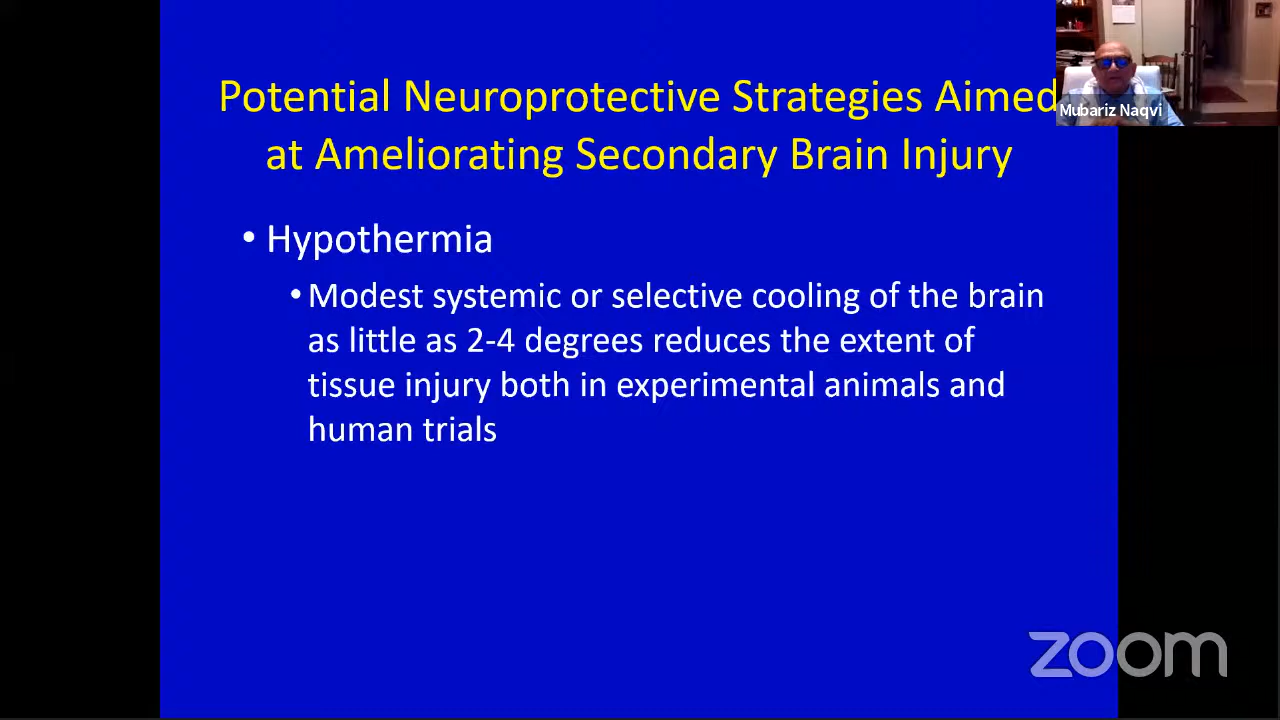 Potential Neuroprotective Strategies Aimed
at Ameliorating Secondary Brain Injury
Mubariz Naqvi
• Hypothermia
• Modest systemic or selective cooling of the brain
as little as 2-4 degrees reduces the extent of
tissue injury both in experimental animals and
human trials
zoom